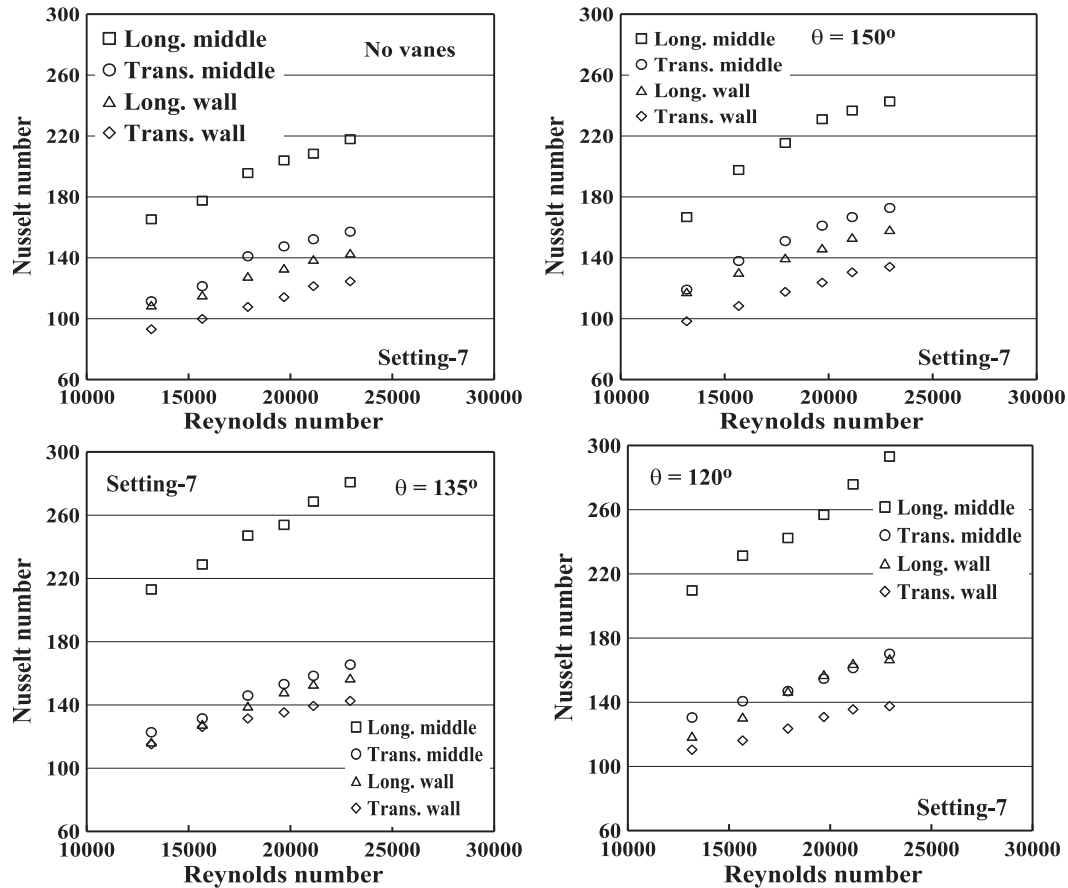 300
260
220
180
140
100
60
Nusselt number
Long. middle
Trans. middle
Long. wall
Trans. wall
No vanes
Setting-7
10000 15000 20000 25000 30000
Reynolds number
300
260
220
180
140
100
60
Nusselt number
Long. middle
Trans. middle
Long. wall
Trans. wall
θ = 150º
Setting-7
10000 15000 20000 25000 30000
Reynolds number
300
260
220
180
140
100
60
Nusselt number
Setting-7
θ = 135º
Long. middle
Trans. middle
Long. wall
Trans. wall
10000 15000 20000 25000 30000
Reynolds number
300
260
220
180
140
100
60
Nusselt number
θ = 120º
Long. middle
Trans. middle
Long. wall
Trans. wall
Setting-7
10000 15000 20000 25000 30000
Reynolds number